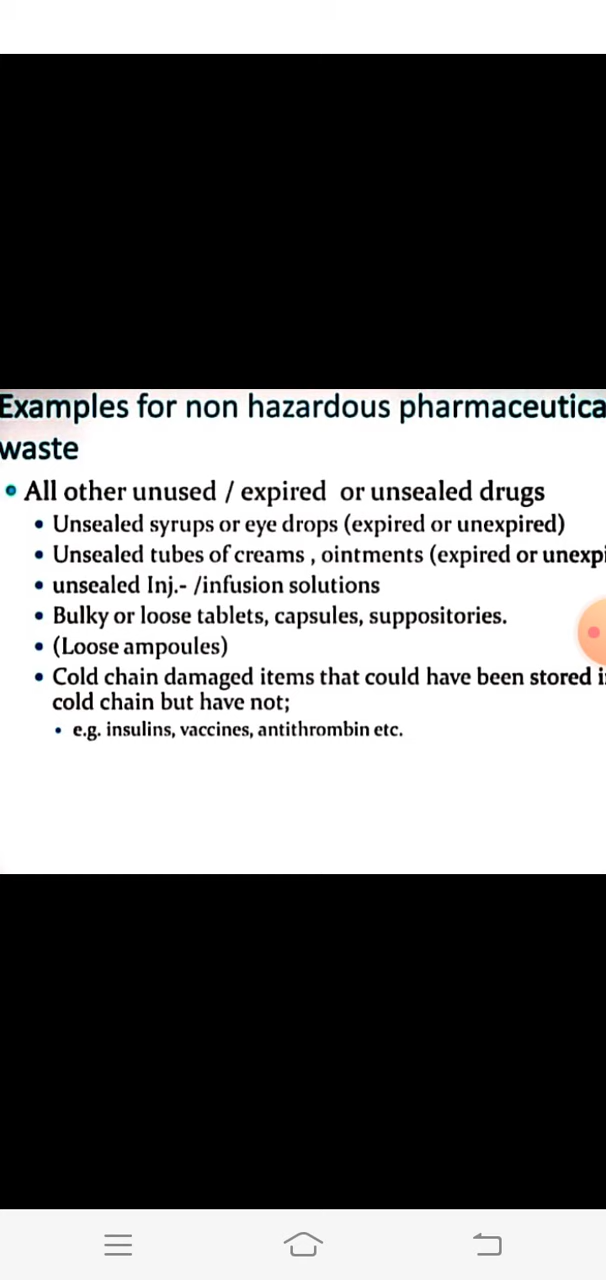 Examples for non hazardous pharmaceutica
waste
All other unused / expired or unsealed drugs
Unsealed syrups or eye drops (expired or unexpired)
Unsealed tubes of creams , ointments (expired or unexpi
unsealed Inj.- /infusion solutions
Bulky or loose tablets, capsules, suppositories.
(Loose ampoules)
Cold chain damaged items that could have been stored i
cold chain but have not;
e.g. insulins, vaccines, antithrombin etc.